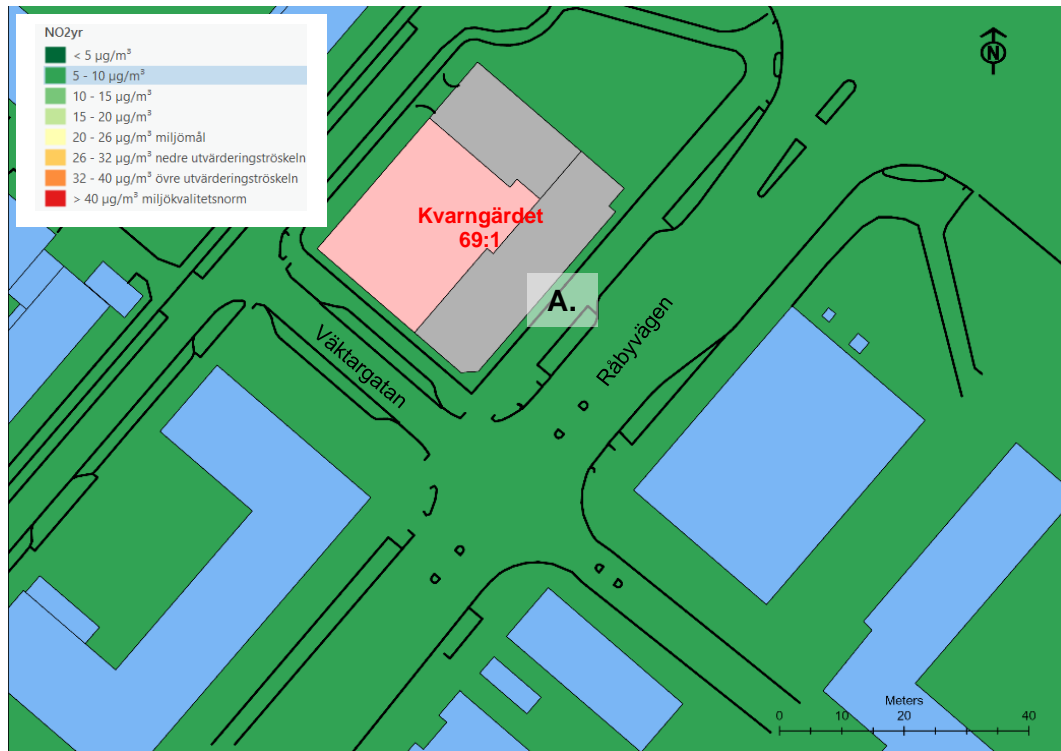 NO2yr
< 5 µg/m³
5 - 10 µg/m³
10 - 15 µg/m³
15 - 20 µg/m³
20 - 26 µg/m³ miljömål
26 - 32 µg/m³ nedre utvärderingströskeln
32 - 40 µg/m³ övre utvärderingströskeln
> 40 µg/m³ miljökvalitetsnorm
N
Kvarngärdet
69:1
A.
Väktargatan
Råbyvägen
Meters
0 10 20 40